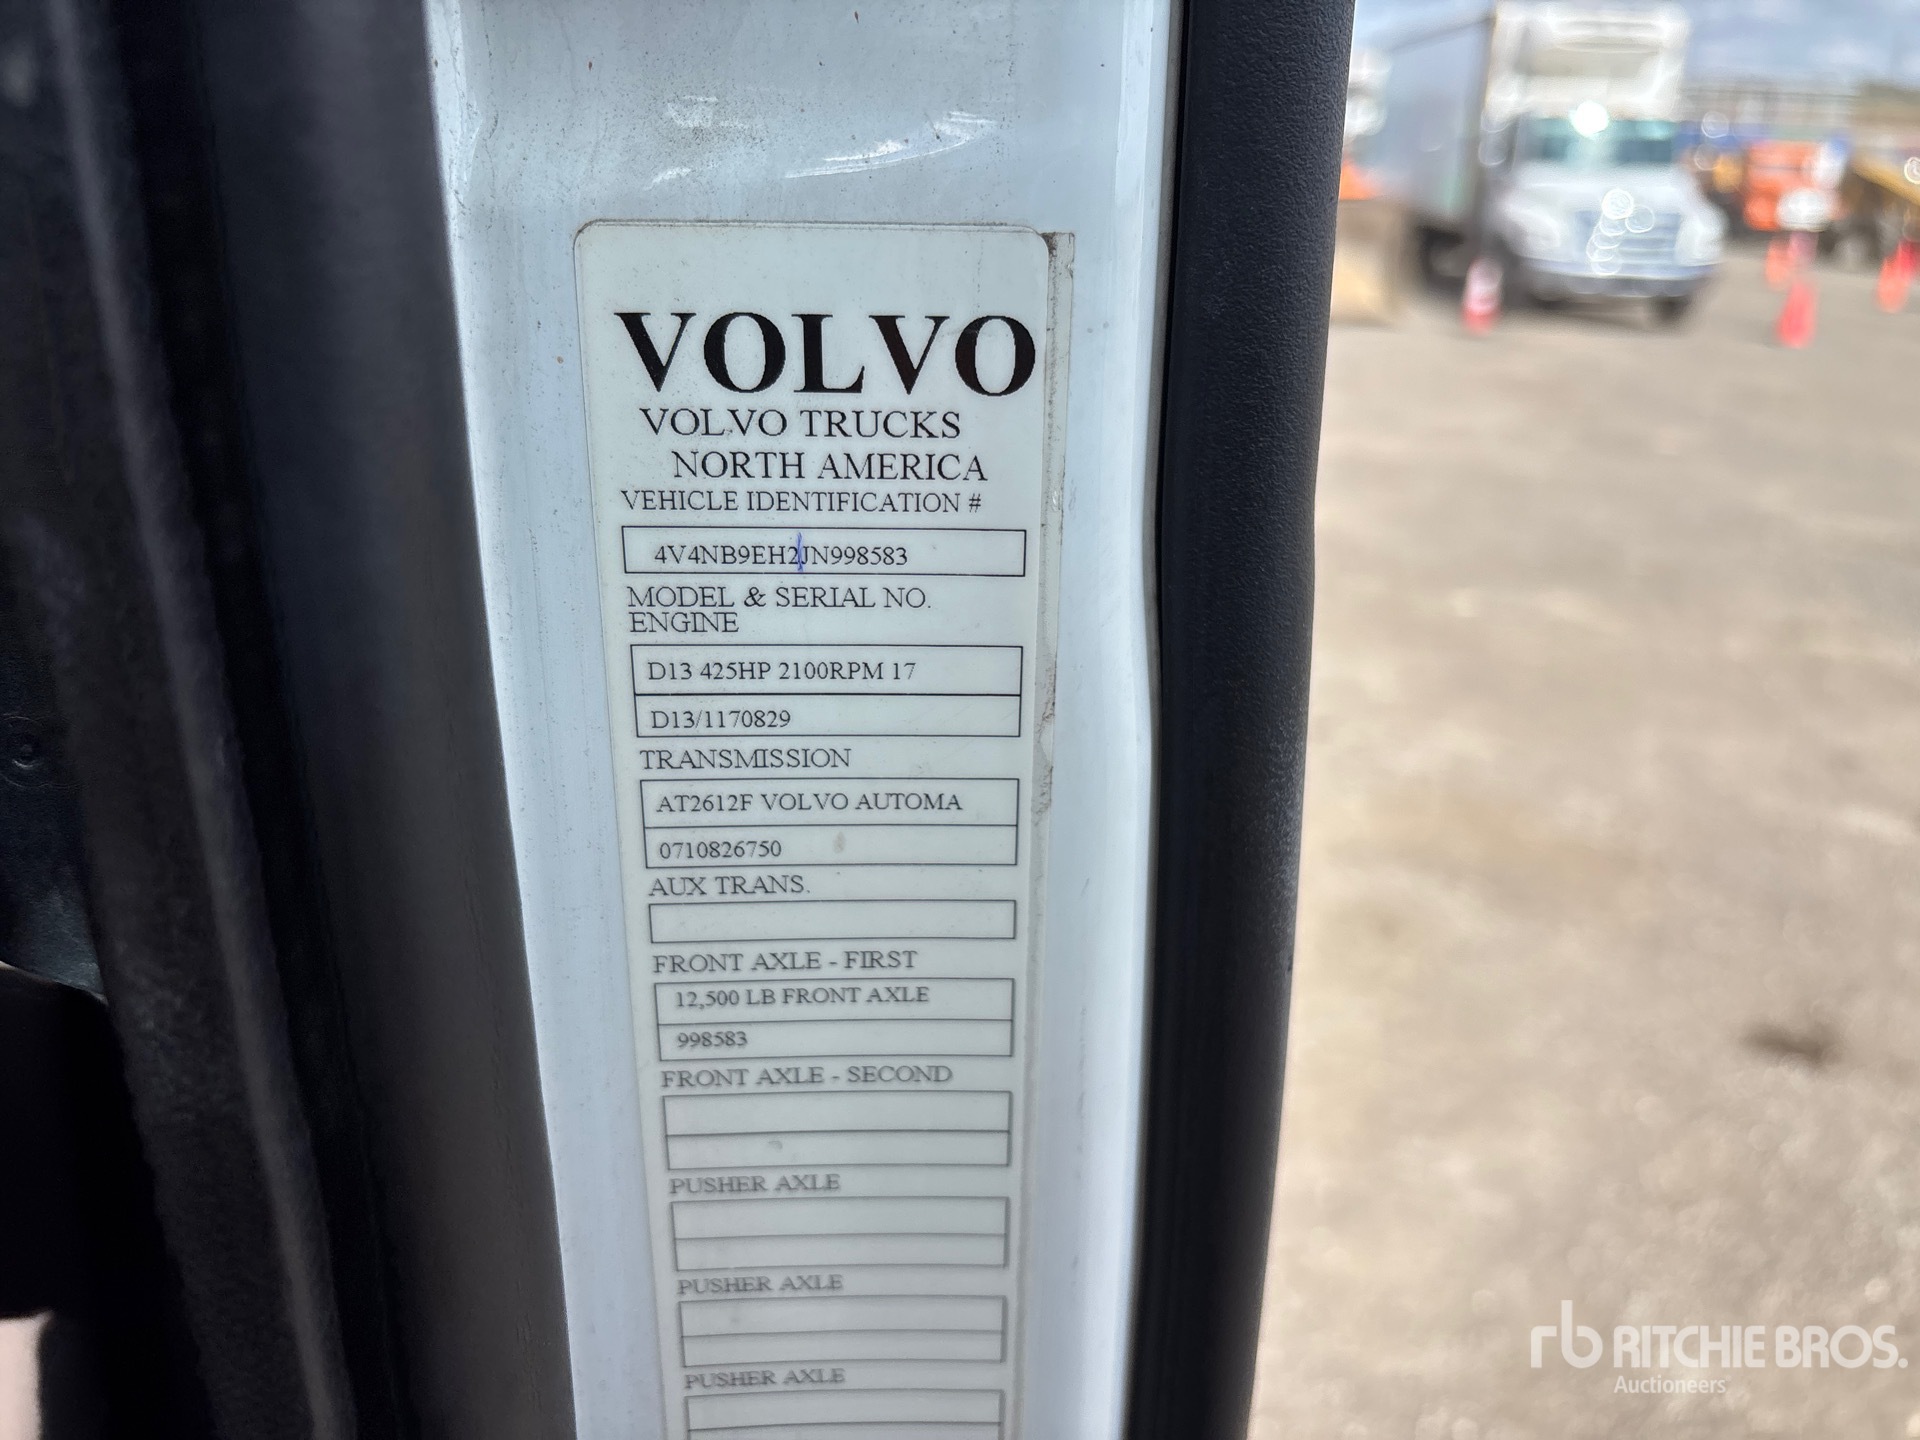 VOLVO
VOLVO TRUCKS
NORTH AMERICA
VEHICLE IDENTIFICATION #
4V4NB9EH2JN998583
MODEL & SERIAL NO.
ENGINE
D13 425HP 2100RPM 17
D13/1170829
TRANSMISSION
AT2612F VOLVO AUTOMA
0710826750
AUX TRANS.
FRONT AXLE - FIRST
12,500 LB FRONT AXLE
998583
FRONT AXLE - SECOND
PUSHER AXLE
PUSHER AXLE
PUSHER AXLE
rb RITCHIE BROS.
Auctioneers